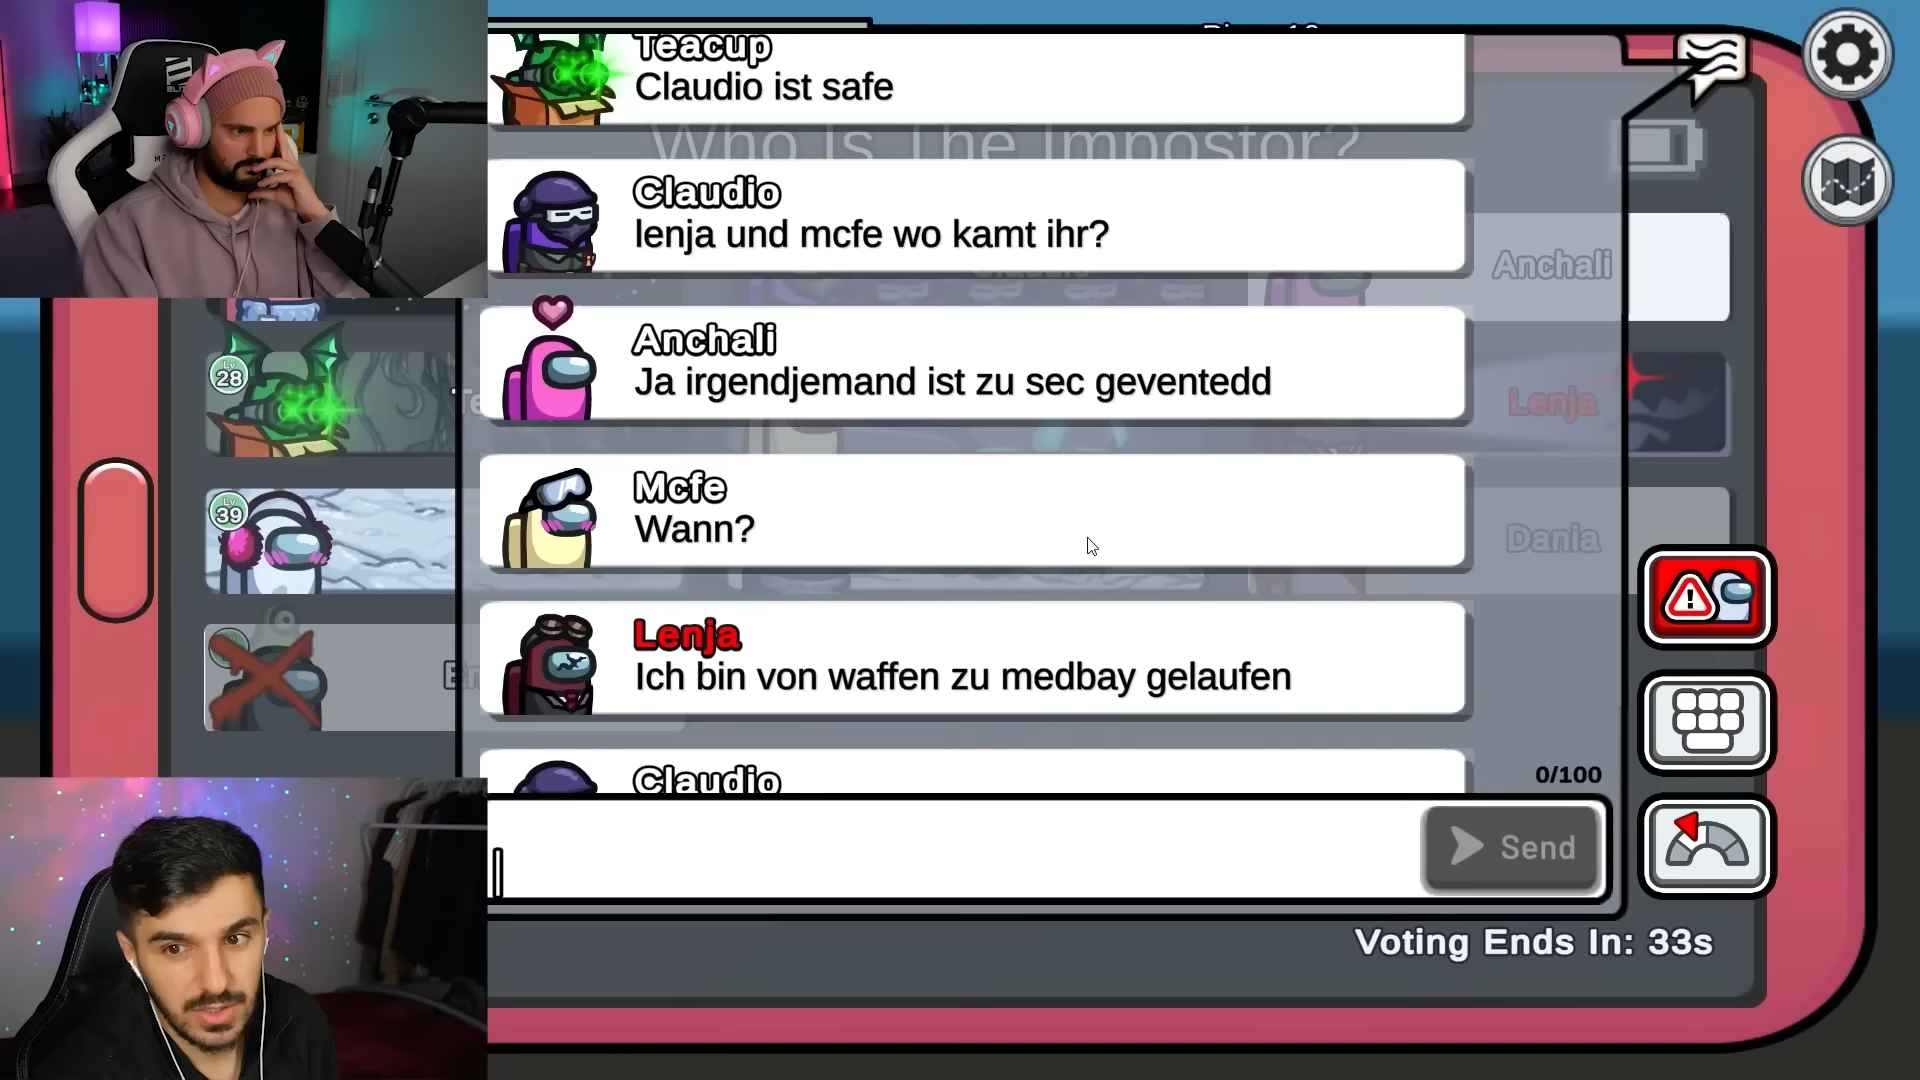 Teacup
Claudio ist safe
Who Is The Impostor?
Claudio
lenja und mcfe wo kamt ihr?
Anchali
Anchali
Ja irgendjemand ist zu sec geventedd
Lv
28
Lenja
Mcfe
Wann?
Lv
39
Dania
Lenja
Ich bin von waffen zu medbay gelaufen
Claudio
0/100
Send
Voting Ends In: 33s